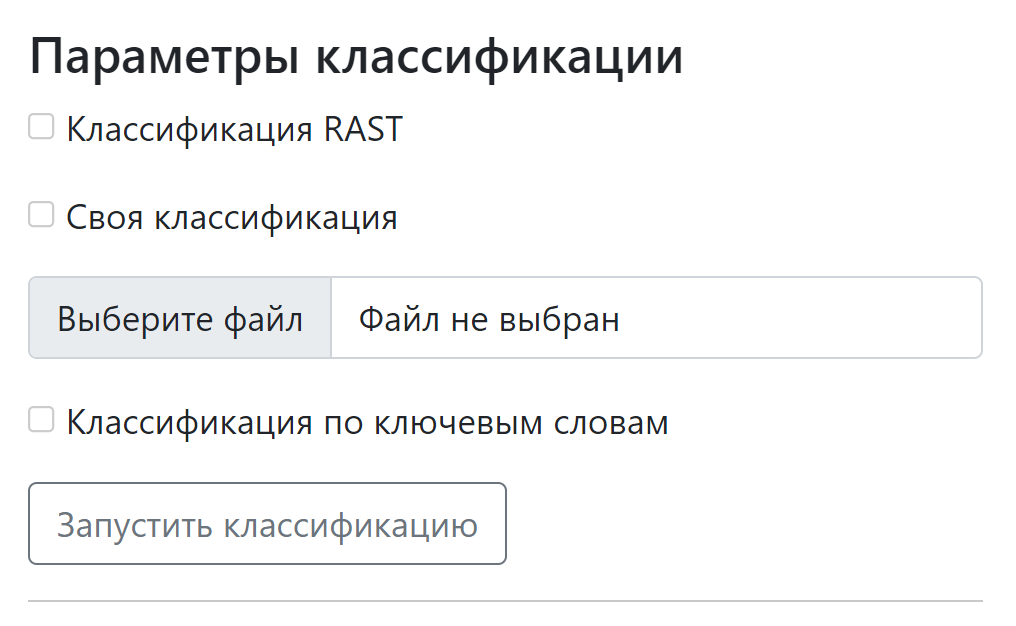 Параметры классификации
Классификация RAST
Своя классификация
Выберите файл Файл не выбран
Классификация по ключевым словам
Запустить классификацию